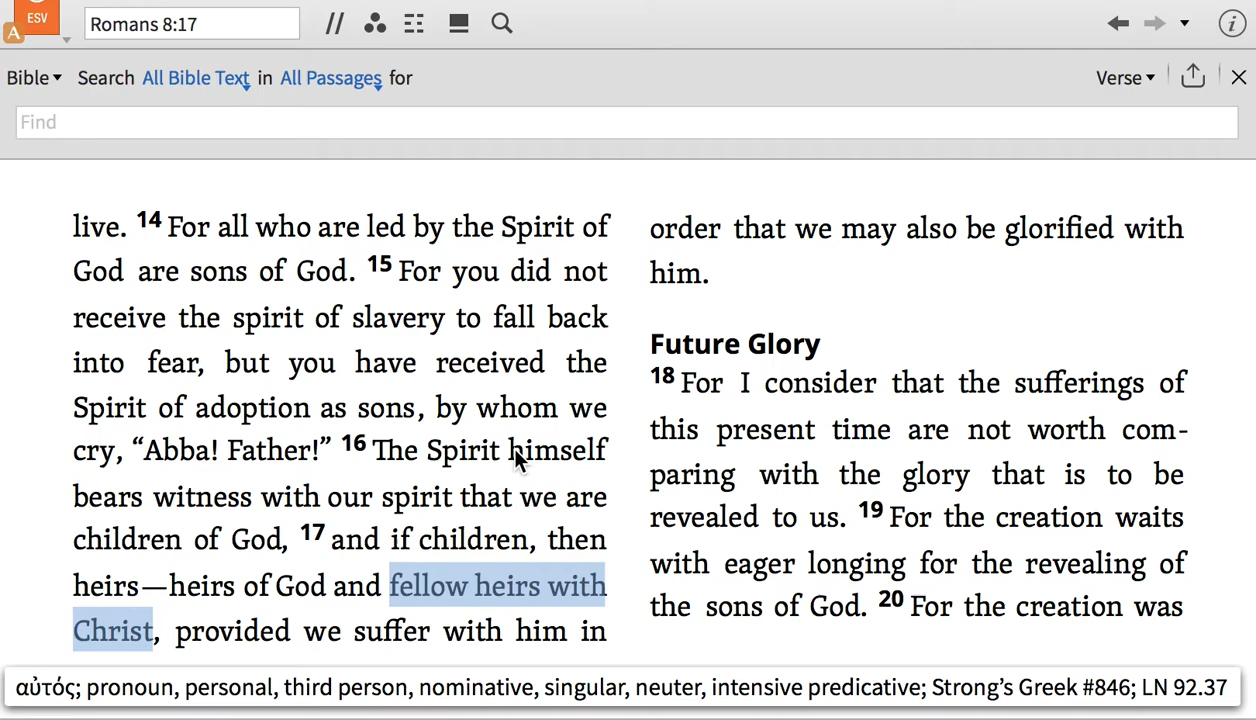 ESV
A
Romans 8:17
Bible Search All Bible Text in All Passages for
Verse
Find
live. 14 For all who are led by the Spirit of
God are sons of God. 15 For you did not
receive the spirit of slavery to fall back
into fear, but you have received the
Spirit of adoption as sons, by whom we
cry, “Abba! Father!” 16 The Spirit himself
bears witness with our spirit that we are
children of God, 17 and if children, then
heirs—heirs of God and fellow heirs with
Christ, provided we suffer with him in
order that we may also be glorified with
him.
Future Glory
18 For I consider that the sufferings of
this present time are not worth com-
paring with the glory that is to be
revealed to us. 19 For the creation waits
with eager longing for the revealing of
the sons of God. 20 For the creation was
αὐτός; pronoun, personal, third person, nominative, singular, neuter, intensive predicative; Strong’s Greek #846; LN 92.37